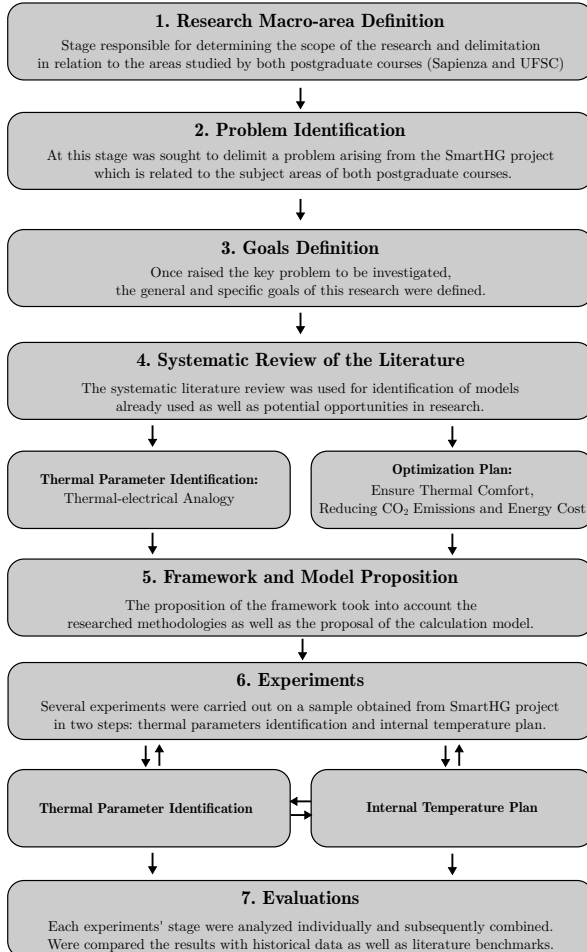 1. Research Macro-area Definition
Stage responsible for determining the scope of the research and delimitation
in relation to the areas studied by both postgraduate courses (Sapienza and UFSC)
2. Problem Identification
At this stage was sought to delimit a problem arising from the SmartHG project
which is related to the subject areas of both postgraduate courses.
3. Goals Definition
Once raised the key problem to be investigated,
the general and specific goals of this research were defined.
4. Systematic Review of the Literature
The systematic literature review was used for identification of models
already used as well as potential opportunities in research.
Thermal Parameter Identification:
Thermal-electrical Analogy
Optimization Plan:
Ensure Thermal Comfort,
Reducing CO₂ Emissions and Energy Cost
5. Framework and Model Proposition
The proposition of the framework took into account the
researched methodologies as well as the proposal of the calculation model.
6. Experiments
Several experiments were carried out on a sample obtained from SmartHG project
in two steps: thermal parameters identification and internal temperature plan.
Thermal Parameter Identification
Internal Temperature Plan
7. Evaluations
Each experiments' stage were analyzed individually and subsequently combined.
Were compared the results with historical data as well as literature benchmarks.